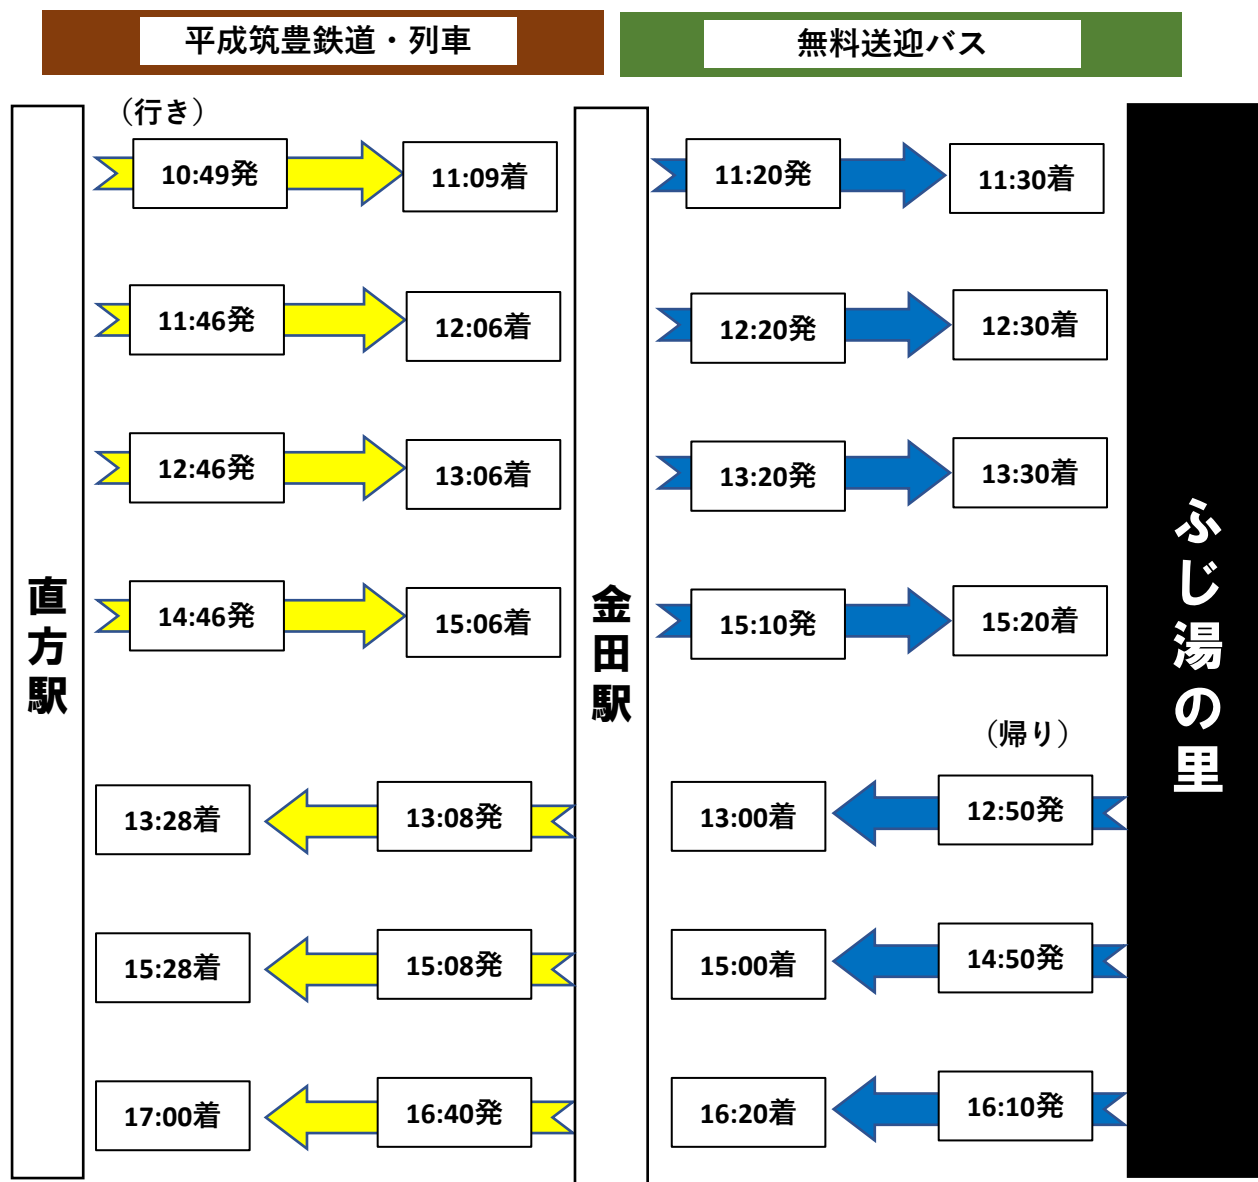 平成筑豊鉄道・列車
無料送迎バス
（行き）
10:49発 11:09着 11:20発 11:30着
11:46発 12:06着 12:20発 12:30着
12:46発 13:06着 13:20発 13:30着
14:46発 15:06着 15:10発 15:20着
直方駅
金田駅
ふじ湯の里
（帰り）
13:28着 13:08発 13:00着 12:50発
15:28着 15:08発 15:00着 14:50発
17:00着 16:40発 16:20着 16:10発